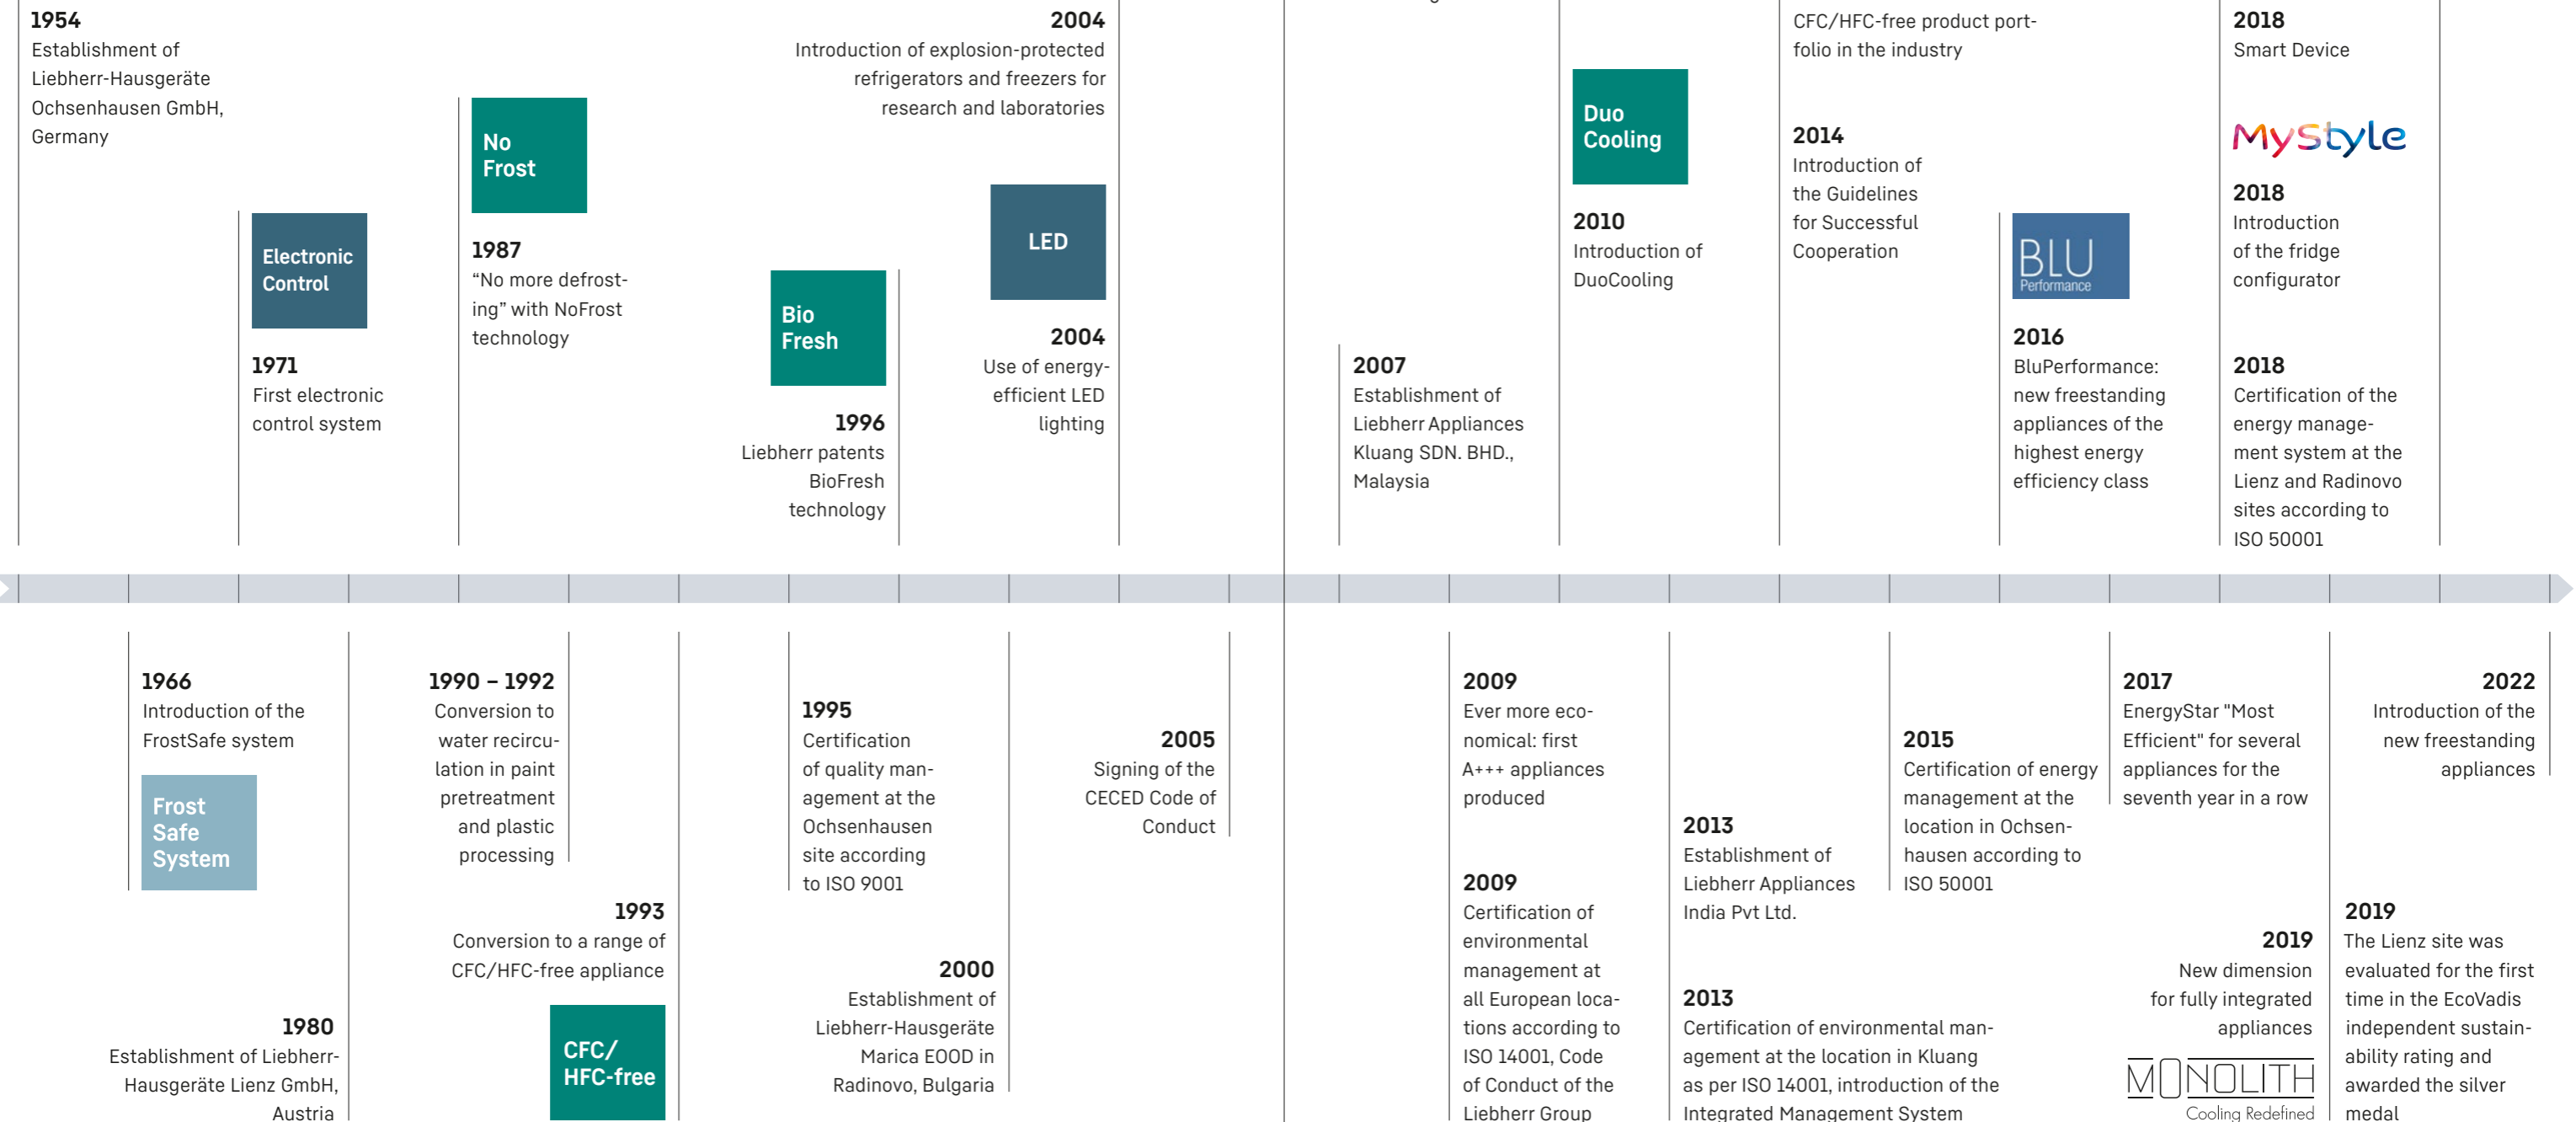 1954
Establishment of
Liebherr-Hausgeräte
Ochsenhausen GmbH,
Germany
Electronic
Control
1971
First electronic
control system
No
Frost
1987
“No more defrost-
ing” with NoFrost
technology
Bio
Fresh
1996
Liebherr patents
BioFresh
technology
2004
Introduction of explosion-protected
refrigerators and freezers for
research and laboratories
LED
2004
Use of energy-
efficient LED
lighting
2007
Establishment of
Liebherr Appliances
Kluang SDN. BHD.,
Malaysia
Duo
Cooling
2010
Introduction of
DuoCooling
CFC/HFC-free product port-
folio in the industry
2014
Introduction of
the Guidelines
for Successful
Cooperation
BLU
Performance
2016
BluPerformance:
new freestanding
appliances of the
highest energy
efficiency class
2018
Smart Device
MyStyle
2018
Introduction
of the fridge
configurator
2018
Certification of the
energy manage-
ment system at the
Lienz and Radinovo
sites according to
ISO 50001
1966
Introduction of the
FrostSafe system
Frost
Safe
System
1980
Establishment of Liebherr-
Hausgeräte Lienz GmbH,
Austria
1990 – 1992
Conversion to
water recircu-
lation in paint
pretreatment
and plastic
processing
1993
Conversion to a range of
CFC/HFC-free appliance
CFC/
HFC-free
1995
Certification
of quality man-
agement at the
Ochsenhausen
site according
to ISO 9001
2000
Establishment of
Liebherr-Hausgeräte
Marica EOOD in
Radinovo, Bulgaria
2005
Signing of the
CECED Code of
Conduct
2009
Ever more eco-
nomical: first
A+++ appliances
produced
2009
Certification of
environmental
management at
all European loca-
tions according to
ISO 14001, Code
of Conduct of the
Liebherr Group
2013
Establishment of
Liebherr Appliances
India Pvt Ltd.
2013
Certification of environmental man-
agement at the location in Kluang
as per ISO 14001, introduction of the
Integrated Management System
2015
Certification of energy
management at the
location in Ochsen-
hausen according to
ISO 50001
2017
EnergyStar "Most
Efficient" for several
appliances for the
seventh year in a row
2019
New dimension
for fully integrated
appliances
MONOLITH
Cooling Redefined
2022
Introduction of the
new freestanding
appliances
2019
The Lienz site was
evaluated for the first
time in the EcoVadis
independent sustain-
ability rating and
awarded the silver
medal